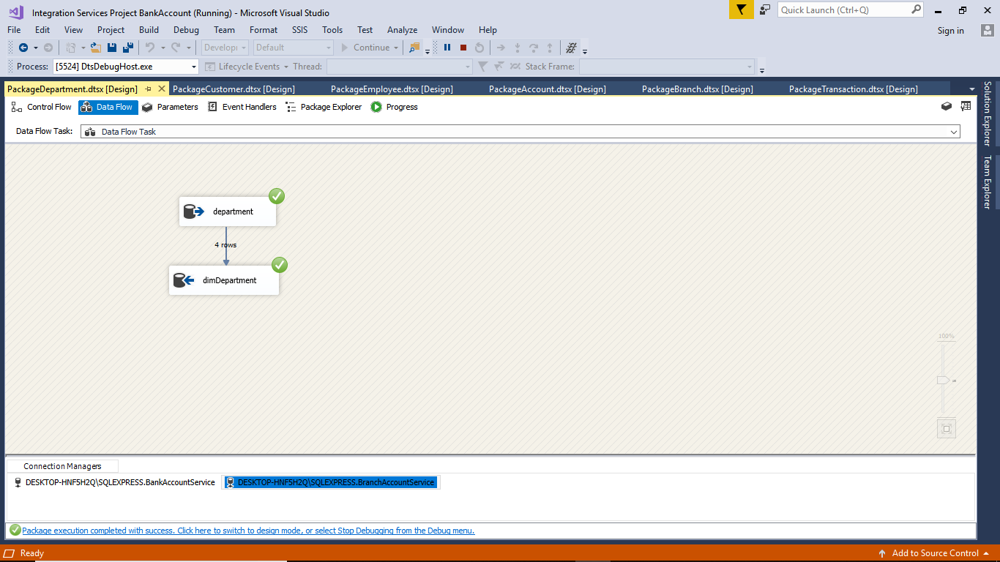 Integration Services Project BankAccount (Running) - Microsoft Visual Studio
Quick Launch (Ctrl+Q)
File Edit View Project Build Debug Team Format SSIS Tools Test Analyze Window Help
Sign in
Develop Default Continue
Process: [5524] DtsDebugHost.exe Lifecycle Events Thread: Stack Frame:
PackageDepartment.dtsx [Design] PackageCustomer.dtsx [Design] PackageEmployee.dtsx [Design] PackageAccount.dtsx [Design] PackageBranch.dtsx [Design] PackageTransaction.dtsx [Design]
Control Flow Data Flow Parameters Event Handlers Package Explorer Progress
Data Flow Task: Data Flow Task
Solution Explorer
Team Explorer
department
4 rows
dimDepartment
100%
Connection Managers
DESKTOP-HNF5H2Q\SQLEXPRESS.BankAccountService DESKTOP-HNF5H2Q\SQLEXPRESS.BranchAccountService
Package execution completed with success. Click here to switch to design mode, or select Stop Debugging from the Debug menu.
Ready
Add to Source Control